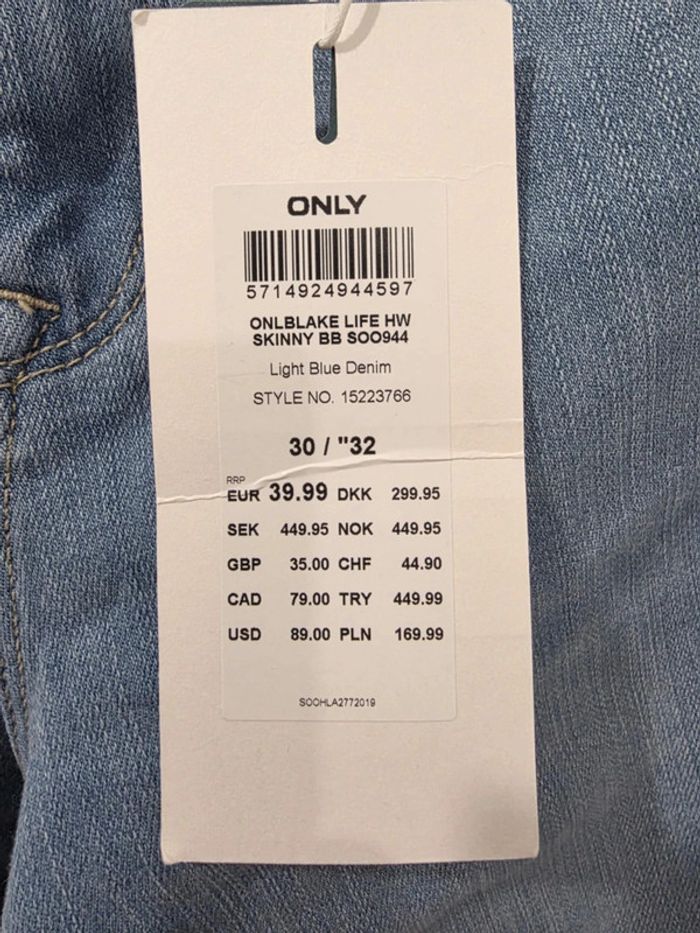 ONLY
5714924944597
ONLBLAKE LIFE HW
SKINNY BB SOO944
Light Blue Denim
STYLE NO. 15223766
30 / "32
RRP
EUR 39.99 DKK 299.95
SEK 449.95 NOK 449.95
GBP 35.00 CHF 44.90
CAD 79.00 TRY 449.99
USD 89.00 PLN 169.99
SOOHLA2772019